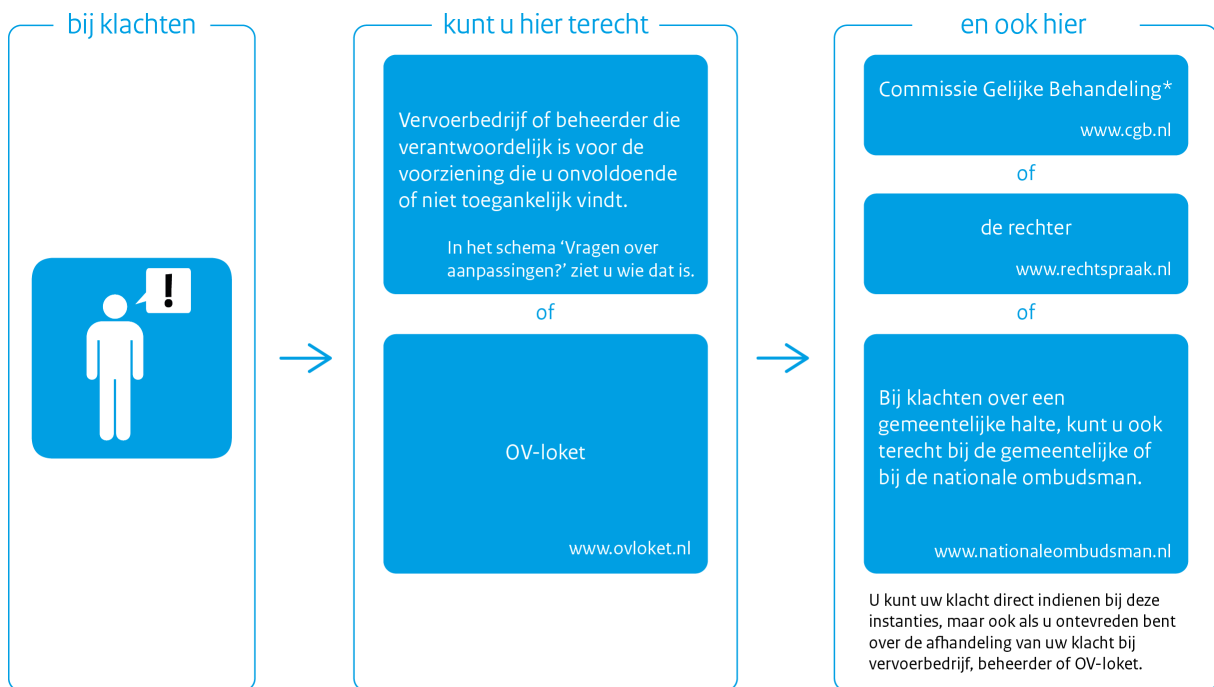 bij klachten
!
kunt u hier terecht
Vervoerbedrijf of beheerder die
verantwoordelijk is voor de
voorziening die u onvoldoende
of niet toegankelijk vindt.
In het schema ‘Vragen over
aanpassingen?’ ziet u wie dat is.
of
OV-loket
www.ovloket.nl
en ook hier
Commissie Gelijke Behandeling*
www.cgb.nl
of
de rechter
www.rechtspraak.nl
of
Bij klachten over een
gemeentelijke halte, kunt u ook
terecht bij de gemeentelijke of
bij de nationale ombudsman.
www.nationaleombudsman.nl
U kunt uw klacht direct indienen bij deze
instanties, maar ook als u ontevreden bent
over de afhandeling van uw klacht bij
vervoerbedrijf, beheerder of OV-loket.